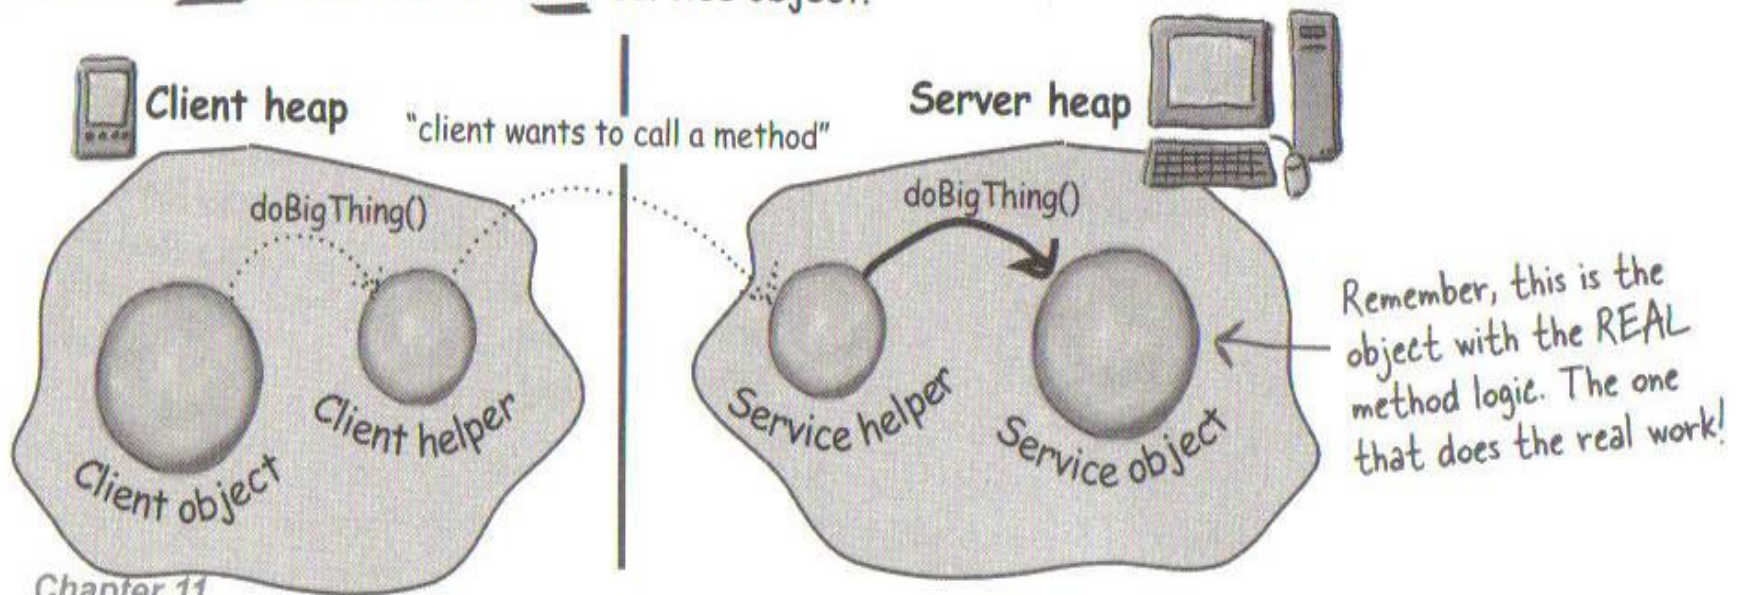 object.
Client heap
"client wants to call a method"
Server heap
doBigThing()
doBigThing()
Remember, this is the
object with the REAL
method logic. The one
that does the real work!
Client object
Client helper
Service helper
Service object
Chapter 11